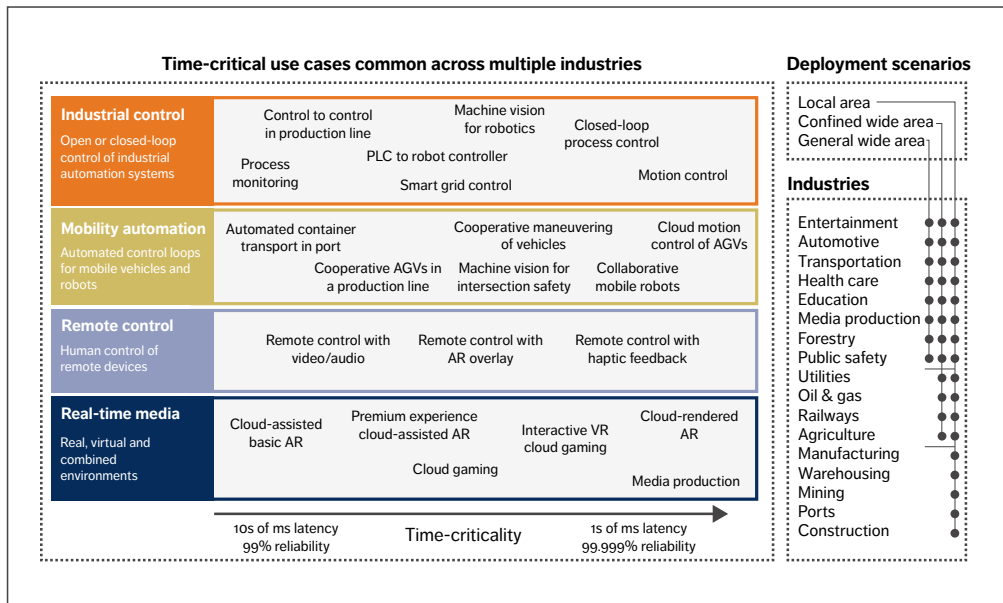 Time-critical use cases common across multiple industries
Industrial control
Open or closed-loop
control of industrial
automation systems
Control to control
in production line
Machine vision
for robotics
Closed-loop
process control
PLC to robot controller
Process
monitoring
Smart grid control
Motion control
Mobility automation
Automated control loops
for mobile vehicles and
robots
Automated container
transport in port
Cooperative maneuvering
of vehicles
Cloud motion
control of AGVs
Cooperative AGVs in
a production line
Machine vision for
intersection safety
Collaborative
mobile robots
Remote control
Human control of
remote devices
Remote control with
video/audio
Remote control with
AR overlay
Remote control with
haptic feedback
Real-time media
Real, virtual and
combined
environments
Cloud-assisted
basic AR
Premium experience
cloud-assisted AR
Interactive VR
cloud gaming
Cloud-rendered
AR
Cloud gaming
Media production
10s of ms latency
99% reliability
Time-criticality
1s of ms latency
99.999% reliability
Deployment scenarios
Local area
Confined wide area
General wide area
Industries
Entertainment
Automotive
Transportation
Health care
Education
Media production
Forestry
Public safety
Utilities
Oil & gas
Railways
Agriculture
Manufacturing
Warehousing
Mining
Ports
Construction